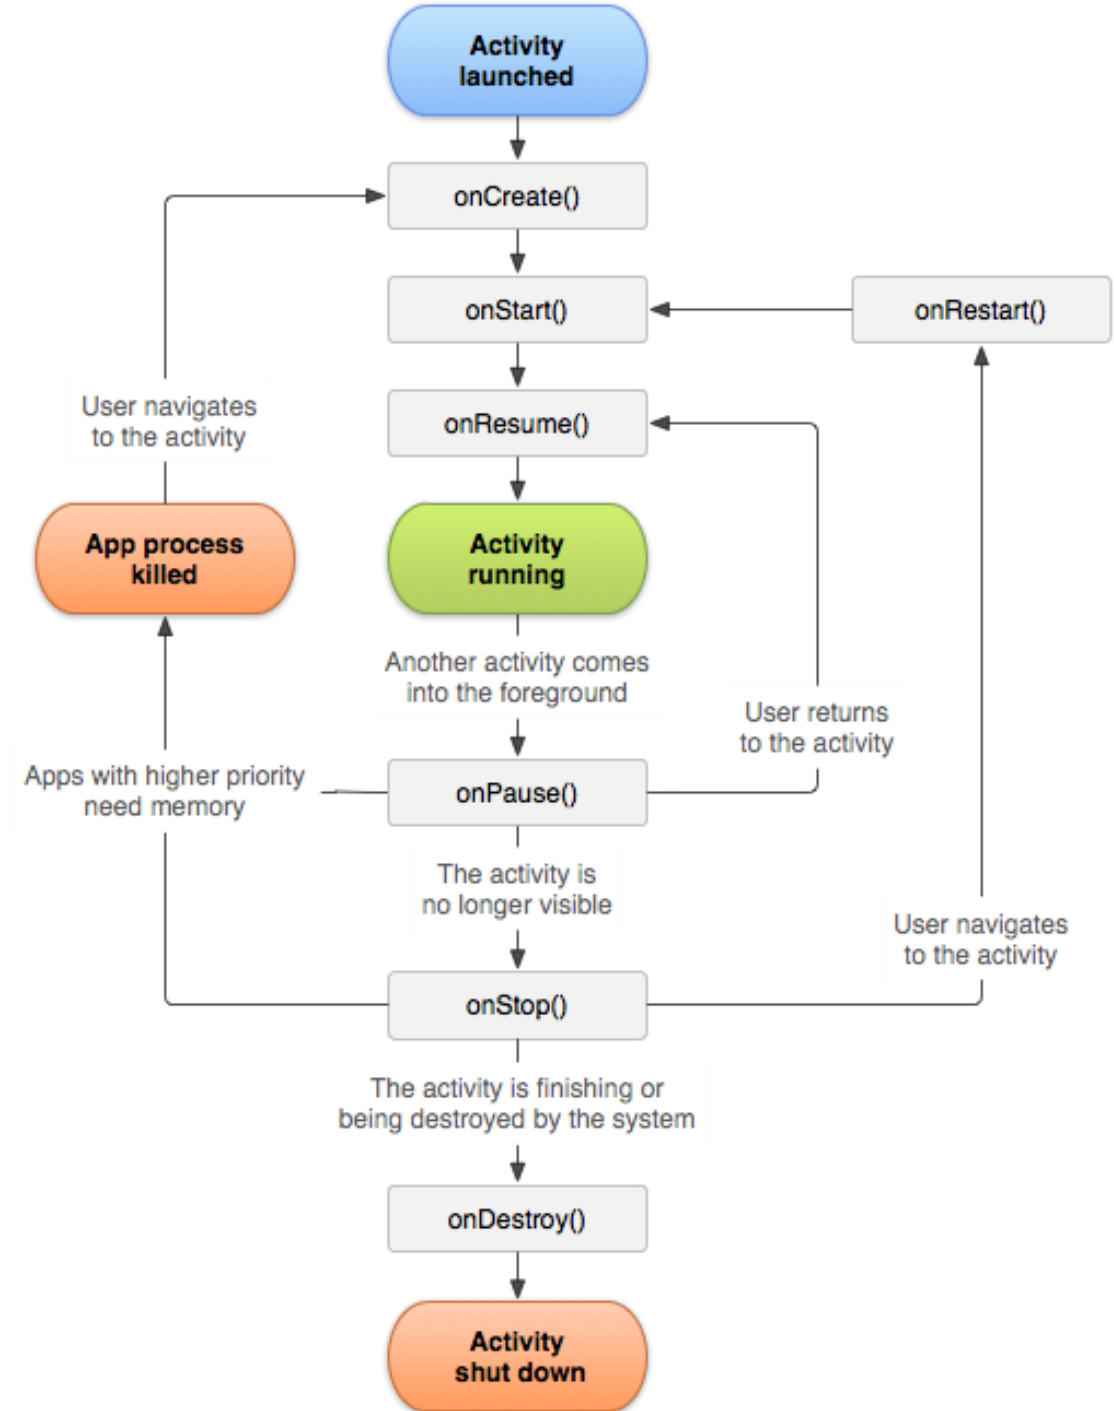 Activity
launched
onCreate()
onStart()
onRestart()
onResume()
User navigates
to the activity
App process
killed
Activity
running
Another activity comes
into the foreground
User returns
to the activity
Apps with higher priority
need memory
onPause()
The activity is
no longer visible
User navigates
to the activity
onStop()
The activity is finishing or
being destroyed by the system
onDestroy()
Activity
shut down